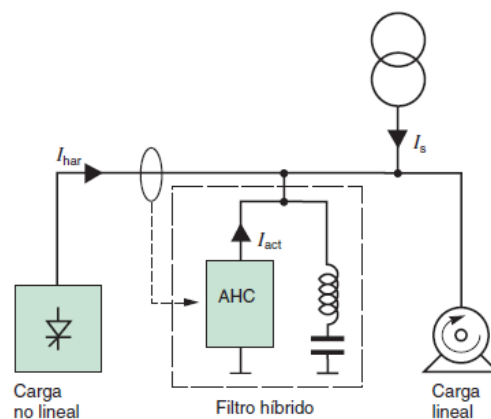 I_s
I_har
I_act
AHC
Carga
no lineal
Filtro híbrido
Carga
lineal